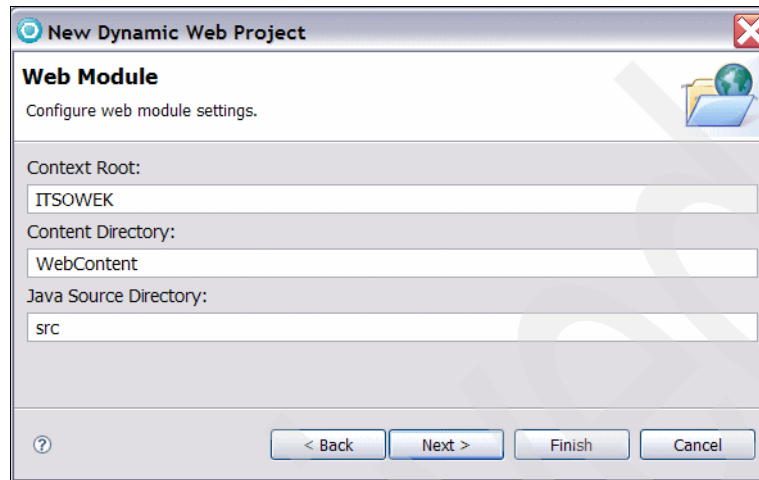 New Dynamic Web Project
Web Module
Configure web module settings.
Context Root:
ITSOWEK
Content Directory:
WebContent
Java Source Directory:
src
? < Back Next > Finish Cancel